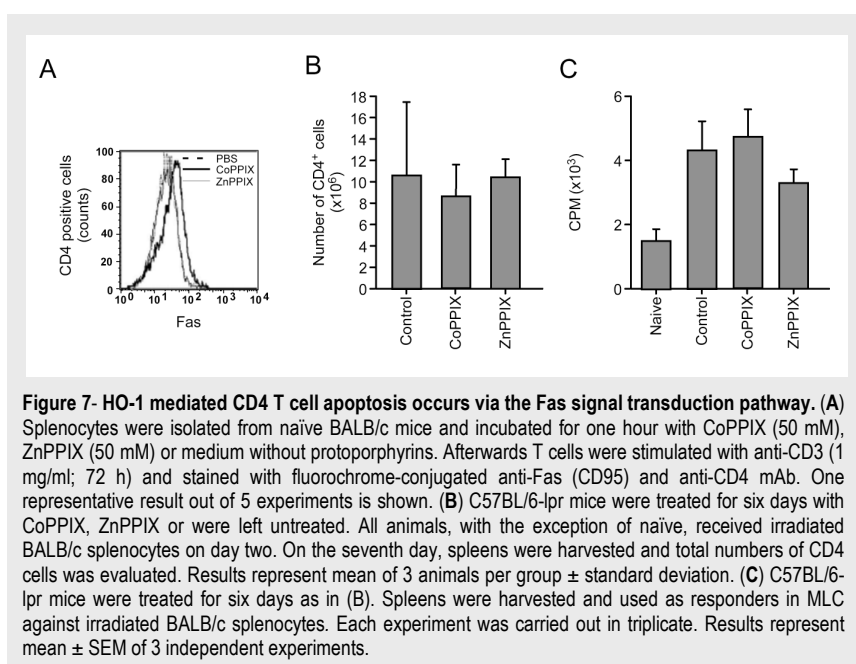 A
B
C
CD4 positive cells
(counts)
100
80
60
40
20
0
PBS
CoPPIX
ZnPPIX
10⁰
10¹
10²
10³
10⁴
Fas
Number of CD4⁺ cells
(x10⁶)
18
16
14
12
10
8
6
4
2
0
Control
CoPPIX
ZnPPIX
CPM (x10³)
6
4
2
0
Naive
Control
CoPPIX
ZnPPIX
Figure 7- HO-1 mediated CD4 T cell apoptosis occurs via the Fas signal transduction pathway. (A)
Splenocytes were isolated from naïve BALB/c mice and incubated for one hour with CoPPIX (50 mM),
ZnPPIX (50 mM) or medium without protoporphyrins. Afterwards T cells were stimulated with anti-CD3 (1
mg/ml; 72 h) and stained with fluorochrome-conjugated anti-Fas (CD95) and anti-CD4 mAb. One
representative result out of 5 experiments is shown. (B) C57BL/6-lpr mice were treated for six days with
CoPPIX, ZnPPIX or were left untreated. All animals, with the exception of naïve, received irradiated
BALB/c splenocytes on day two. On the seventh day, spleens were harvested and total numbers of CD4
cells was evaluated. Results represent mean of 3 animals per group ± standard deviation. (C) C57BL/6-
lpr mice were treated for six days as in (B). Spleens were harvested and used as responders in MLC
against irradiated BALB/c splenocytes. Each experiment was carried out in triplicate. Results represent
mean ± SEM of 3 independent experiments.